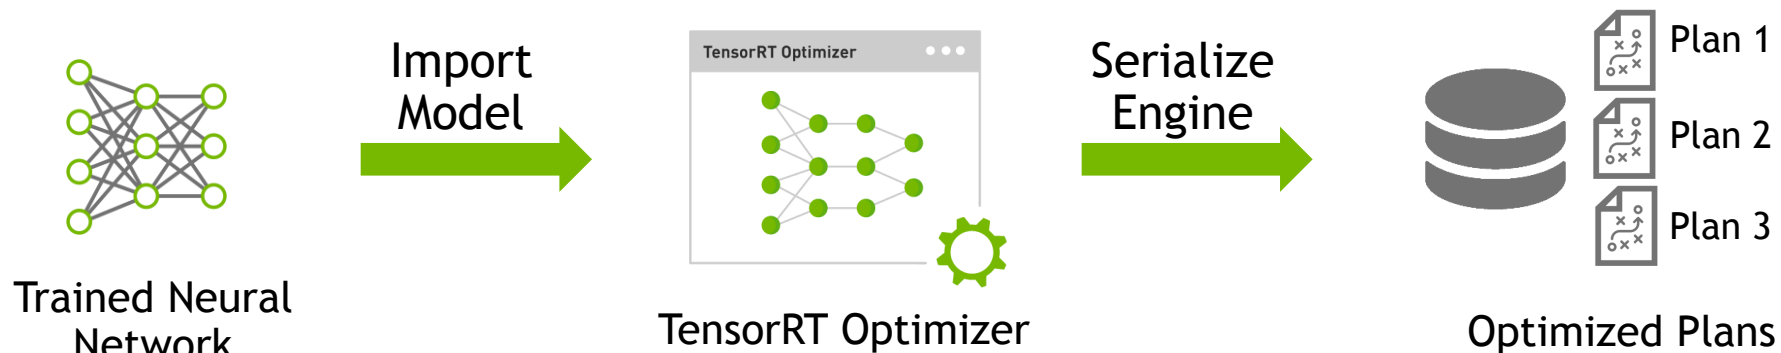 Trained Neural
Network
Import
Model
TensorRT Optimizer
TensorRT Optimizer
Serialize
Engine
Plan 1
Plan 2
Plan 3
Optimized Plans